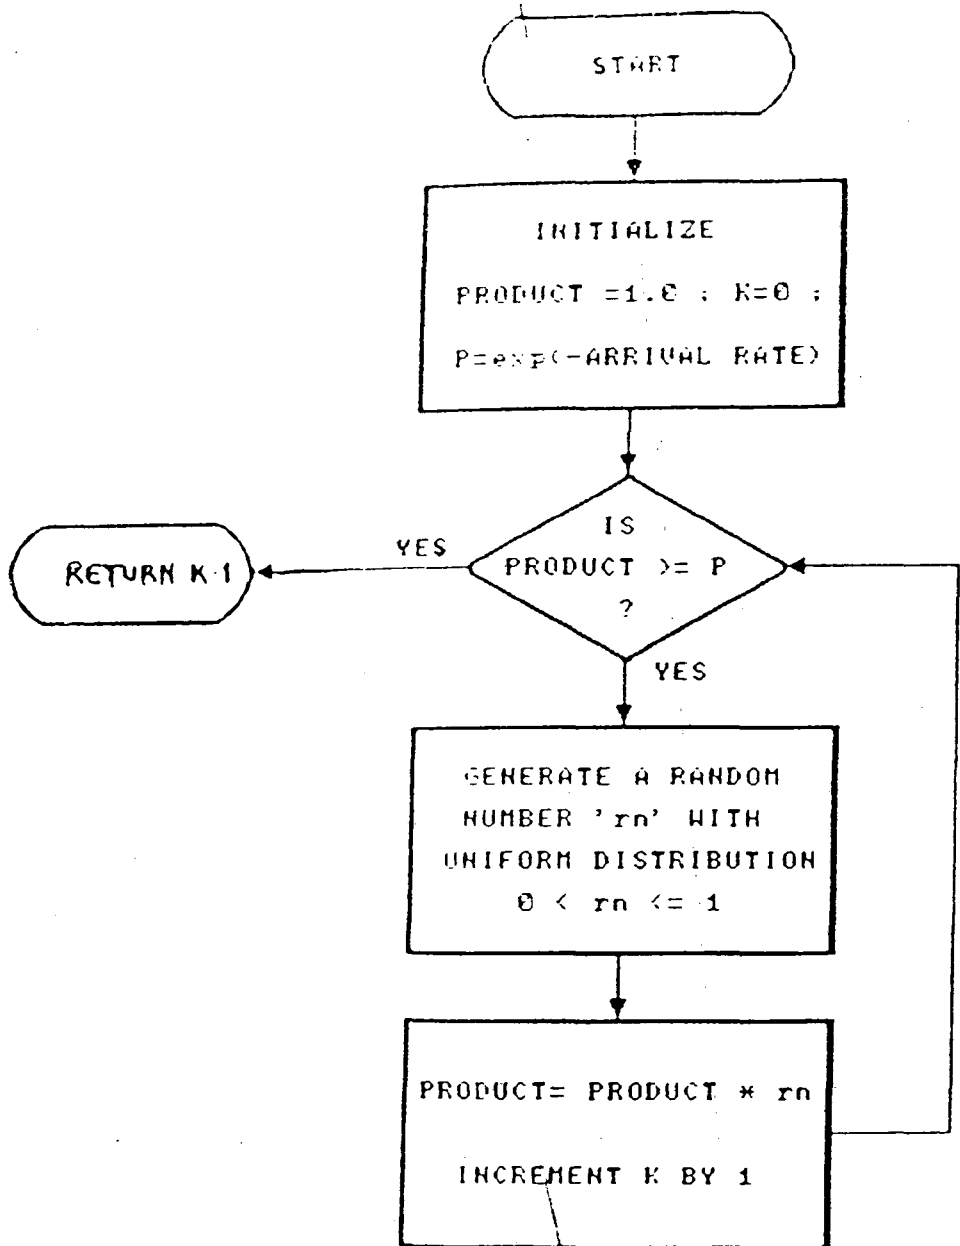 START
INITIALIZE
PRODUCT =1.0 ; K=0 ;
P=exp(-ARRIVAL RATE)
IS
PRODUCT >= P
?
YES
RETURN K-1
YES
GENERATE A RANDOM
NUMBER 'rn' WITH
UNIFORM DISTRIBUTION
0 < rn <= 1
PRODUCT= PRODUCT * rn
INCREMENT K BY 1